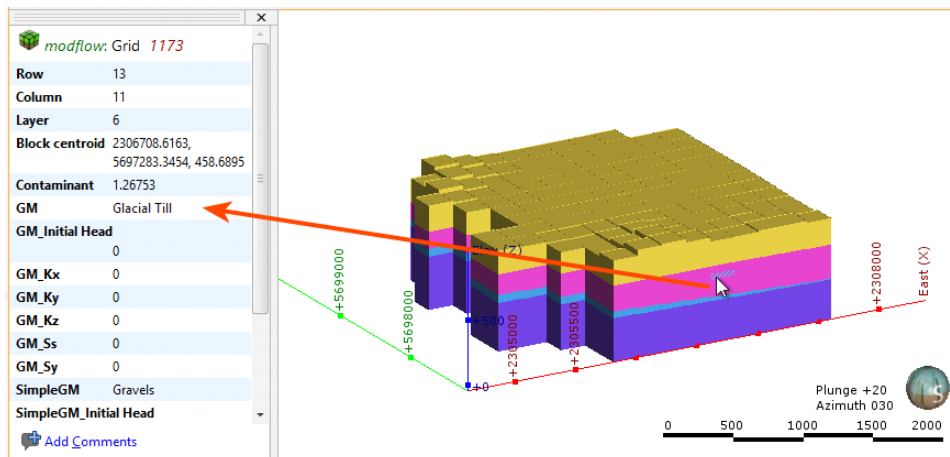 ×
modflow: Grid 1173
Row 13
Column 11
Layer 6
Block centroid 2306708.6163,
5697283.3454, 458.6895
Contaminant 1.26753
GM Glacial Till
GM_Initial Head
0
GM_Kx 0
GM_Ky 0
GM_Kz 0
GM_Ss 0
GM_Sy 0
SimpleGM Gravels
SimpleGM_Initial Head
Add Comments
(Z)
+5699000
+5698000
+500
+0
+2305000
+2305500
+2308000
East (X)
Plunge +20
Azimuth 030
S
0 500 1000 1500 2000